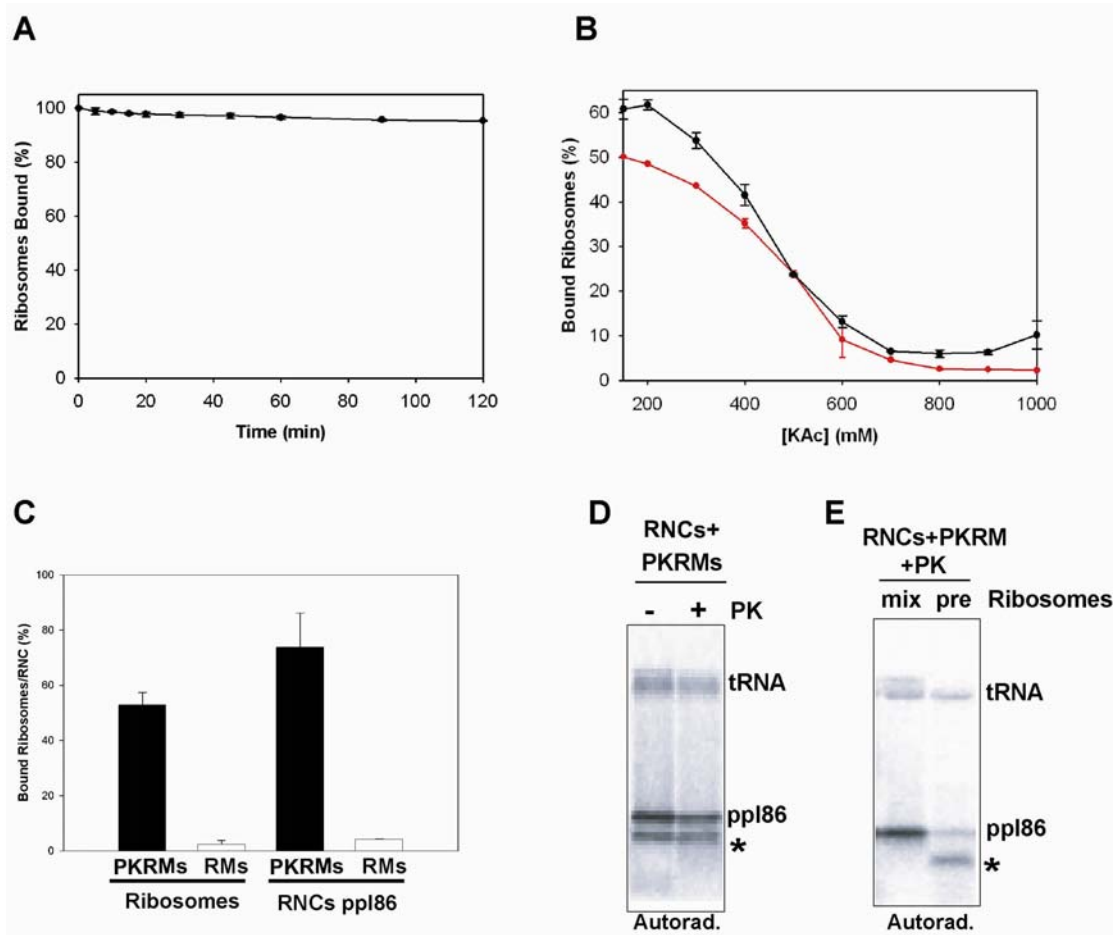 A
Ribosomes Bound (%)
100
80
60
40
20
0
0 20 40 60 80 100 120
Time (min)
B
Bound Ribosomes (%)
60
50
40
30
20
10
0
200 400 600 800 1000
[KAc] (mM)
C
Bound Ribosomes/RNC (%)
100
80
60
40
20
0
PKRMs RMs PKRMs RMs
Ribosomes RNCs ppl86
D
RNCs+
PKRMs
- + PK
tRNA
ppl86
*
Autorad.
E
RNCs+PKRM
+PK
mix pre Ribosomes
tRNA
ppl86
*
Autorad.